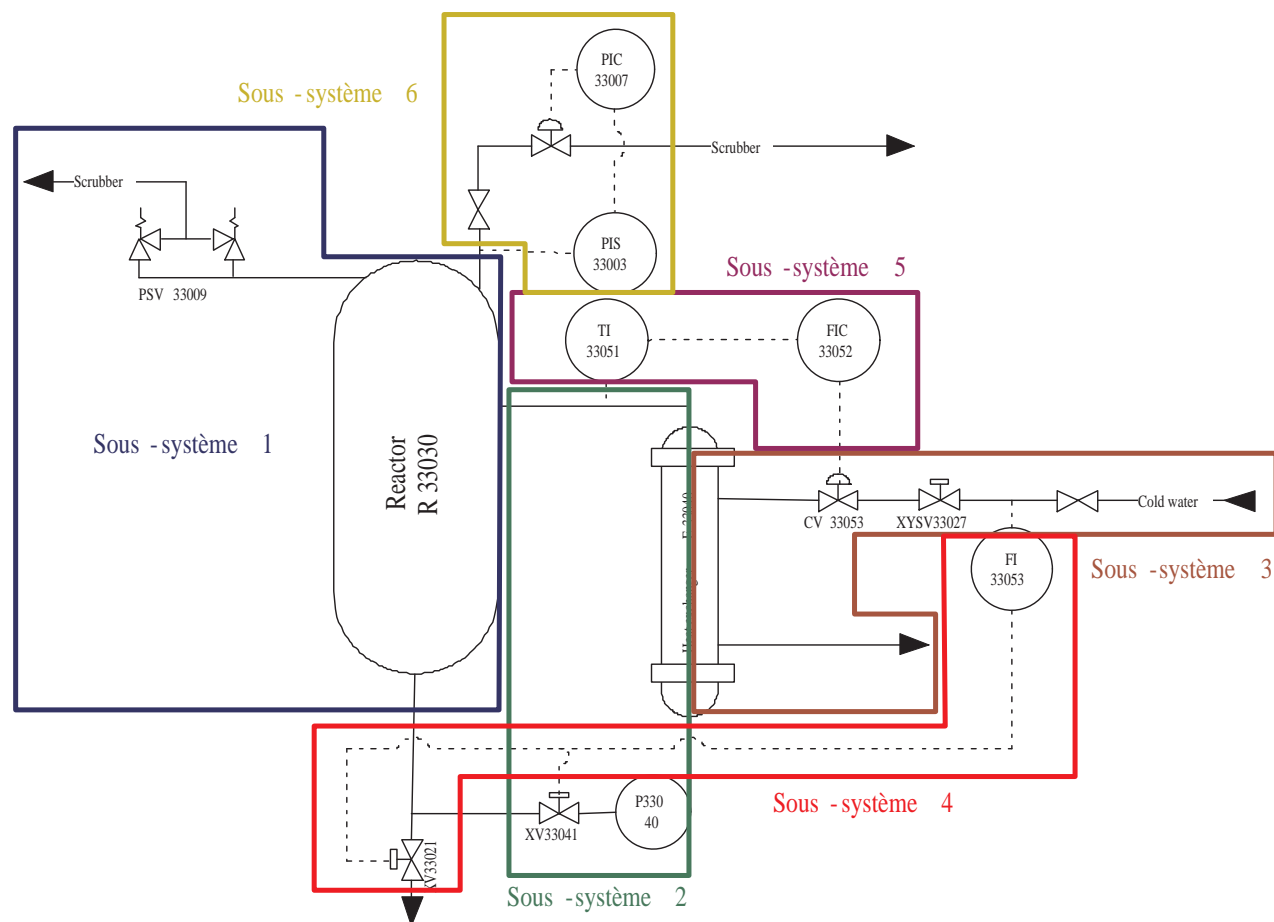 PIC
33007
Sous -système 6
Scrubber
Scrubber
PIS
33003
Sous -système 5
PSV 33009
TI
33051
FIC
33052
Sous -système 1
Reactor
R 33030
Cold water
CV 33053
XYSV33027
FI
33053
Sous -système 3
P330
40
Sous -système 4
XV33041
XV33021
Sous -système 2